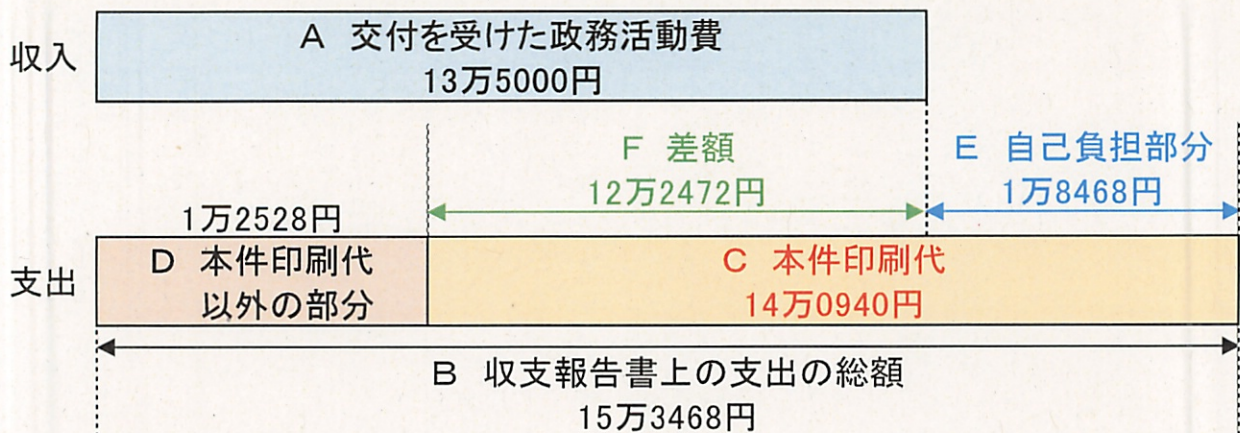 収入
A 交付を受けた政務活動費
13万5000円
F 差額
12万2472円
E 自己負担部分
1万8468円
1万2528円
支出
D 本件印刷代
以外の部分
C 本件印刷代
14万0940円
B 収支報告書上の支出の総額
15万3468円